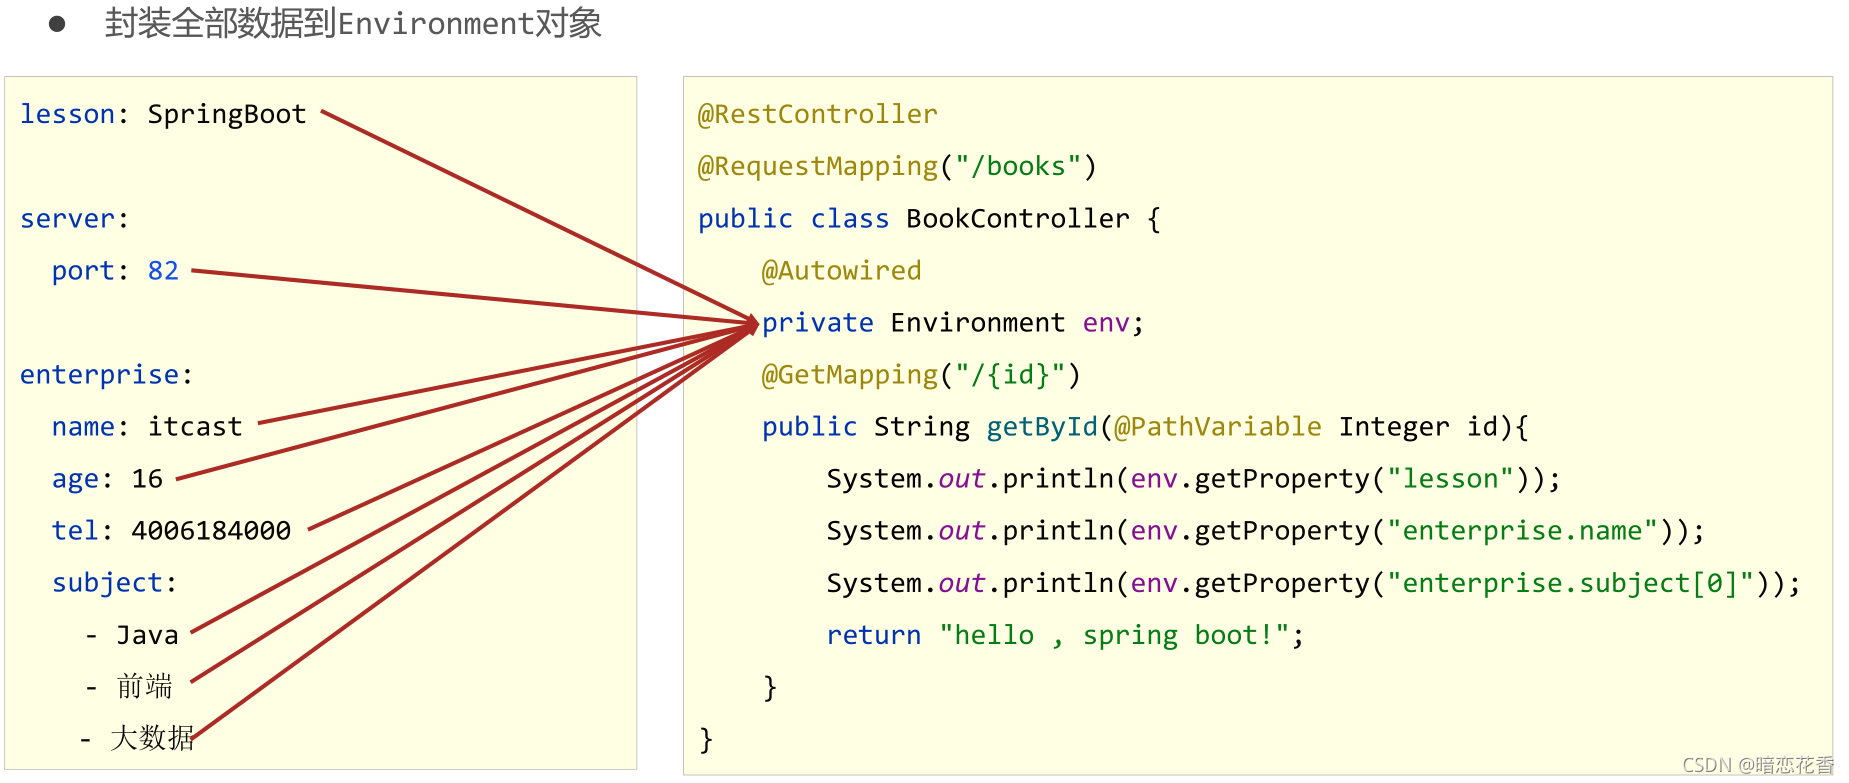 ● 封装全部数据到Environment对象
lesson: SpringBoot
server:
  port: 82
enterprise:
  name: itcast
  age: 16
  tel: 4006184000
  subject:
    - Java
    - 前端
    - 大数据
@RestController
@RequestMapping("/books")
public class BookController {
    @Autowired
    private Environment env;
    @GetMapping("/{id}")
    public String getById(@PathVariable Integer id){
        System.out.println(env.getProperty("lesson"));
        System.out.println(env.getProperty("enterprise.name"));
        System.out.println(env.getProperty("enterprise.subject[0]"));
        return "hello , spring boot!";
    }
}
CSDN @暗恋花香